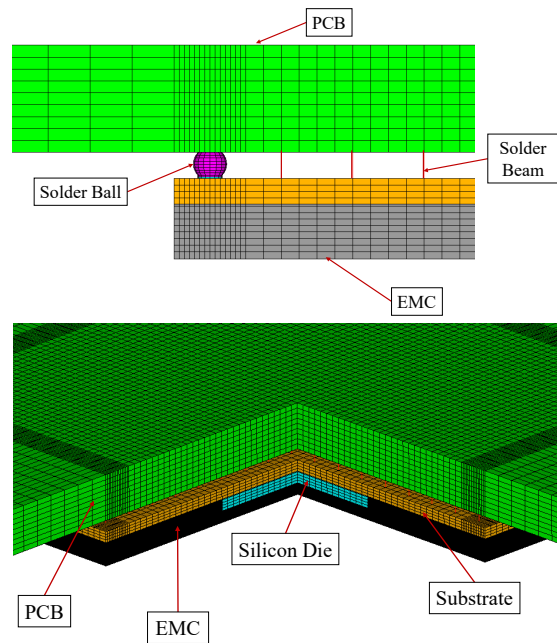 PCB
Solder
Beam
Solder Ball
EMC
Silicon Die
Substrate
PCB
EMC